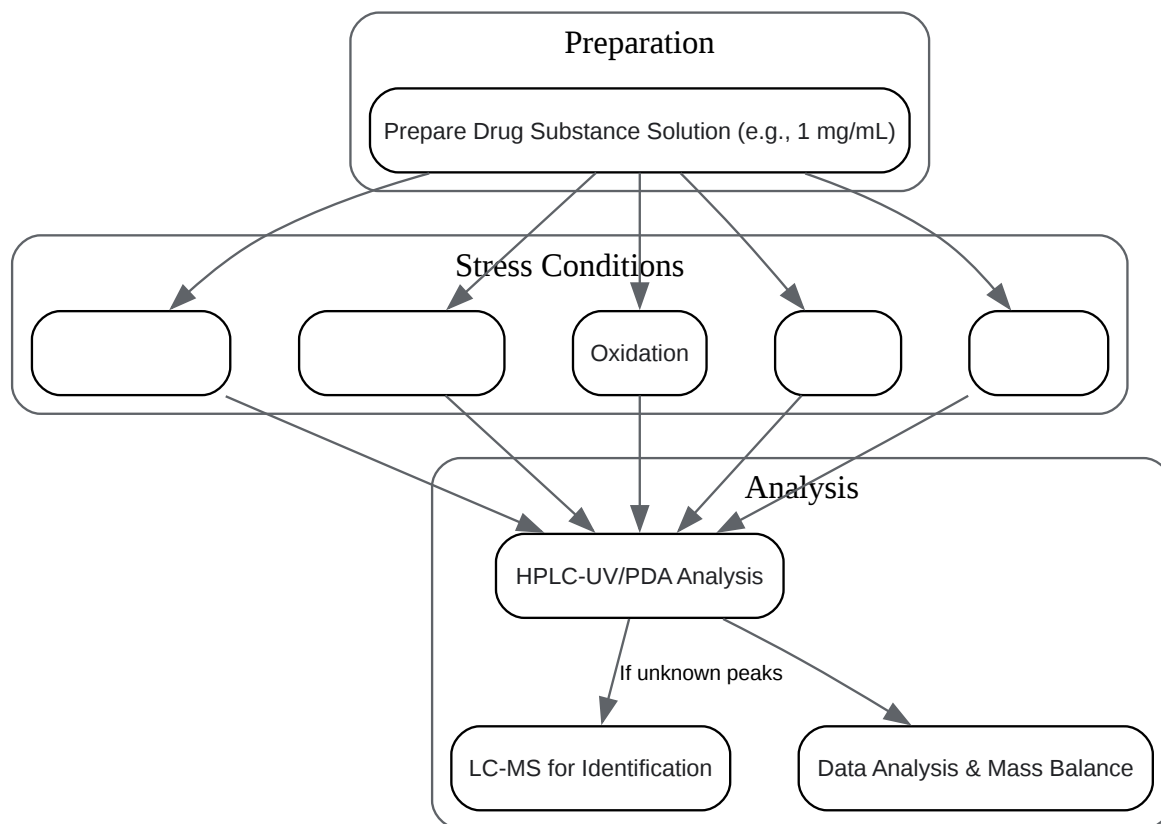 Preparation
Prepare Drug Substance Solution (e.g., 1 mg/mL)
Stress Conditions
Oxidation
Analysis
HPLC-UV/PDA Analysis
If unknown peaks
LC-MS for Identification
Data Analysis & Mass Balance